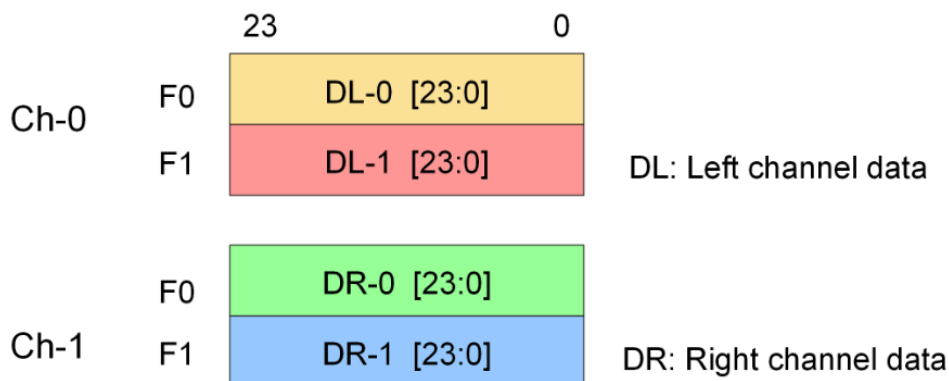 23 0
Ch-0
F0 DL-0 [23:0]
F1 DL-1 [23:0]
DL: Left channel data
F0 DR-0 [23:0]
Ch-1
F1 DR-1 [23:0]
DR: Right channel data